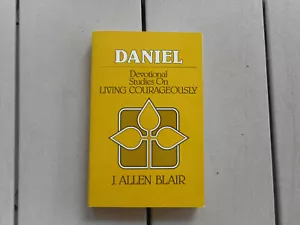 DANIEL
Devotional
Studies On
LIVING COURAGEOUSLY
J. ALLEN BLAIR